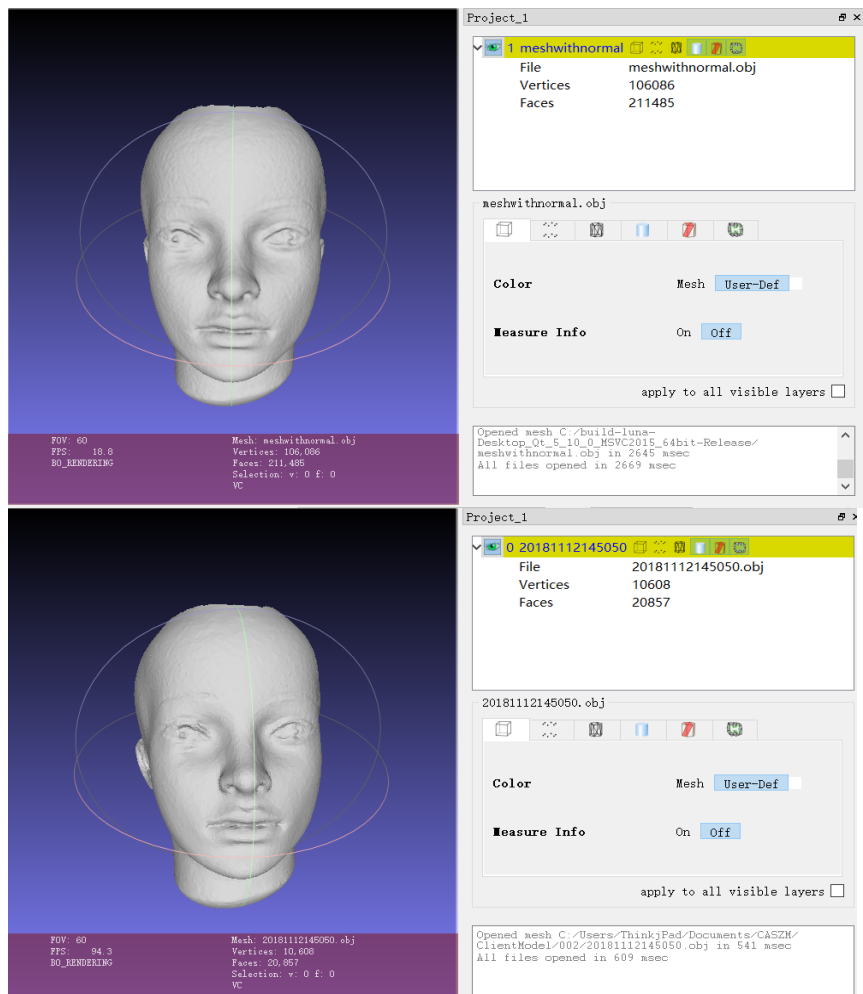 Project_1
1 meshwithnormal
File meshwithnormal.obj
Vertices 106086
Faces 211485
meshwithnormal.obj
Color Mesh User-Def
Measure Info On Off
apply to all visible layers
Opened mesh C:/build-luna-
Desktop_Qt_5_10_0_MSVC2015_64bit-Release/
meshwithnormal.obj in 2645 msec
All files opened in 2669 msec
FOV: 60
FPS: 18.8
BO_RENDERING
Mesh: meshwithnormal.obj
Vertices: 106,086
Faces: 211,485
Selection: v: 0 f: 0
VC
Project_1
0 20181112145050
File 20181112145050.obj
Vertices 10608
Faces 20857
20181112145050.obj
Color Mesh User-Def
Measure Info On Off
apply to all visible layers
Opened mesh C:/Users/ThinkjPad/Documents/CASZM/
ClientModel/002/20181112145050.obj in 541 msec
All files opened in 609 msec
FOV: 60
FPS: 94.3
BO_RENDERING
Mesh: 20181112145050.obj
Vertices: 10,608
Faces: 20,857
Selection: v: 0 f: 0
VC